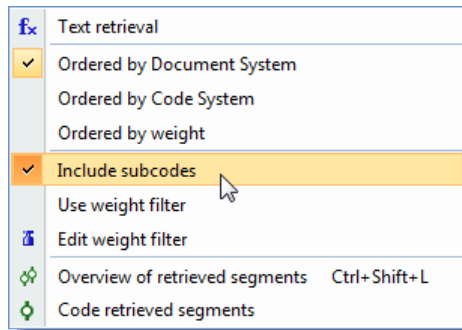 fx Text retrieval
Ordered by Document System
Ordered by Code System
Ordered by weight
Include subcodes
Use weight filter
Edit weight filter
Overview of retrieved segments Ctrl+Shift+L
Code retrieved segments